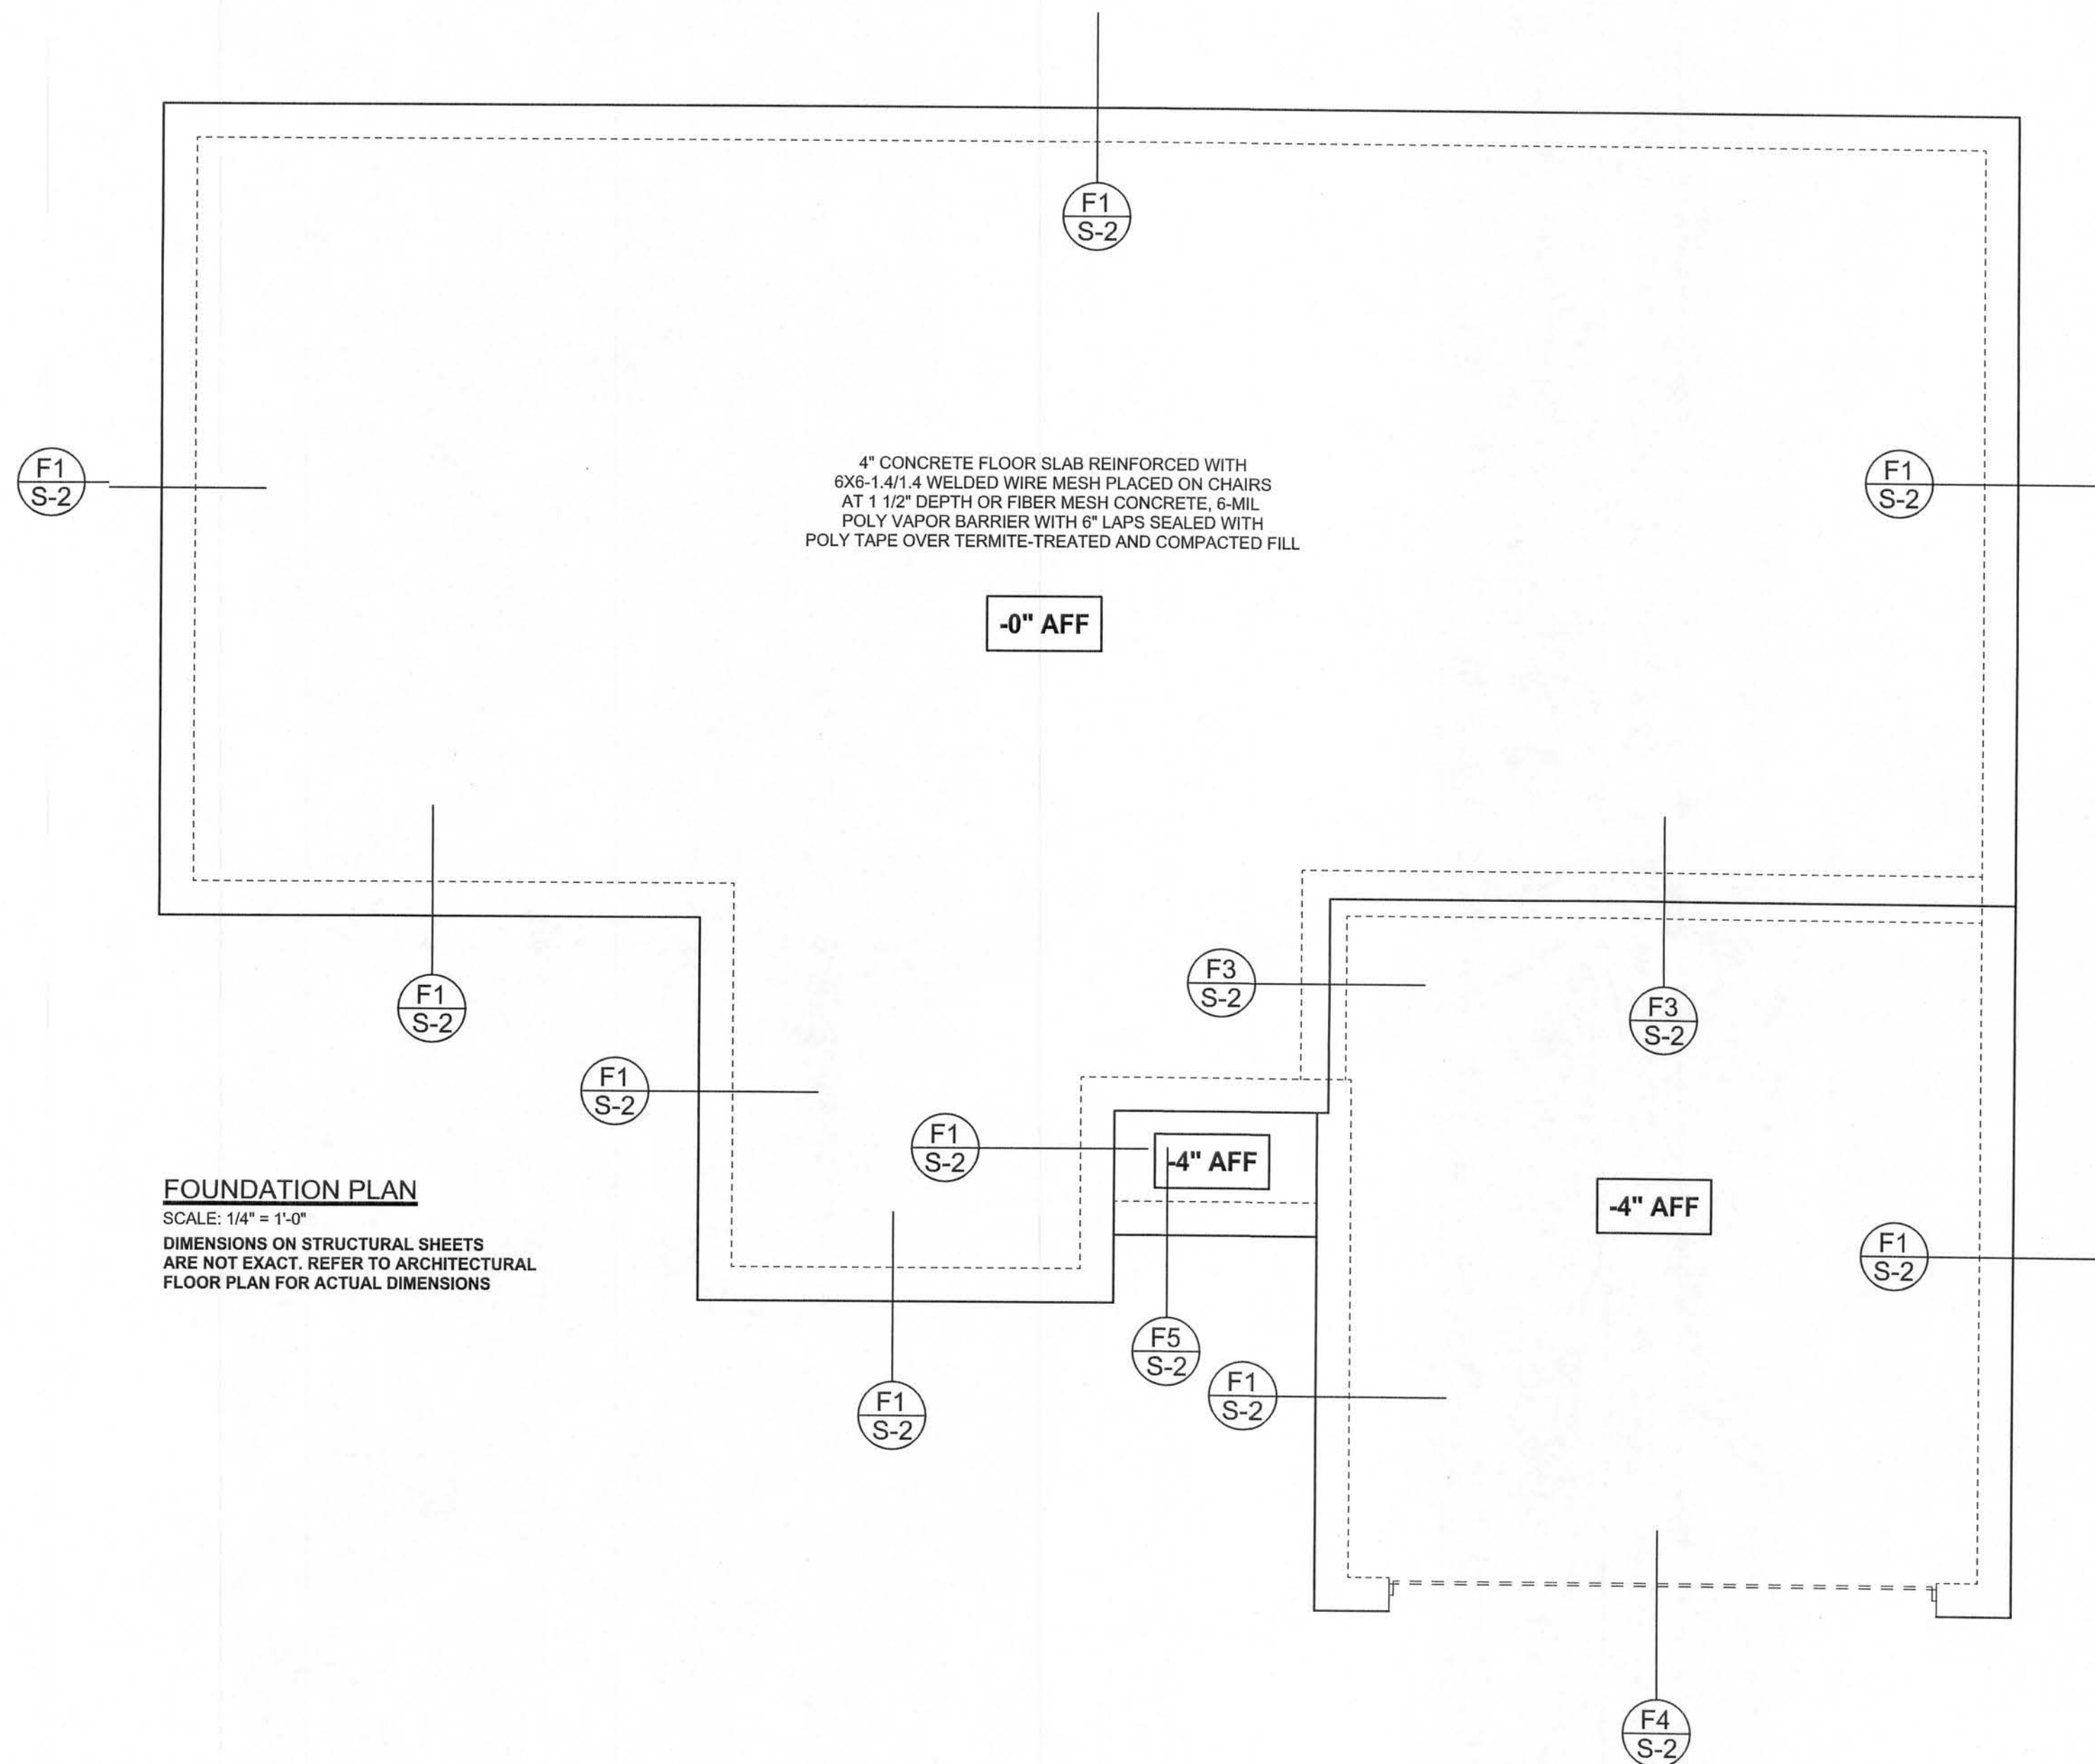 F1
S-2
F1
S-2
4" CONCRETE FLOOR SLAB REINFORCED WITH
6X6-1.4/1.4 WELDED WIRE MESH PLACED ON CHAIRS
AT 1 1/2" DEPTH OR FIBER MESH CONCRETE, 6-MIL
POLY VAPOR BARRIER WITH 6" LAPS SEALED WITH
POLY TAPE OVER TERMITE-TREATED AND COMPACTED FILL
F1
S-2
-0" AFF
F1
S-2
F3
S-2
F3
S-2
F1
S-2
F1
S-2
-4" AFF
-4" AFF
FOUNDATION PLAN
SCALE: 1/4" = 1'-0"
DIMENSIONS ON STRUCTURAL SHEETS
ARE NOT EXACT. REFER TO ARCHITECTURAL
FLOOR PLAN FOR ACTUAL DIMENSIONS
F1
S-2
F5
S-2
F1
S-2
F1
S-2
F4
S-2